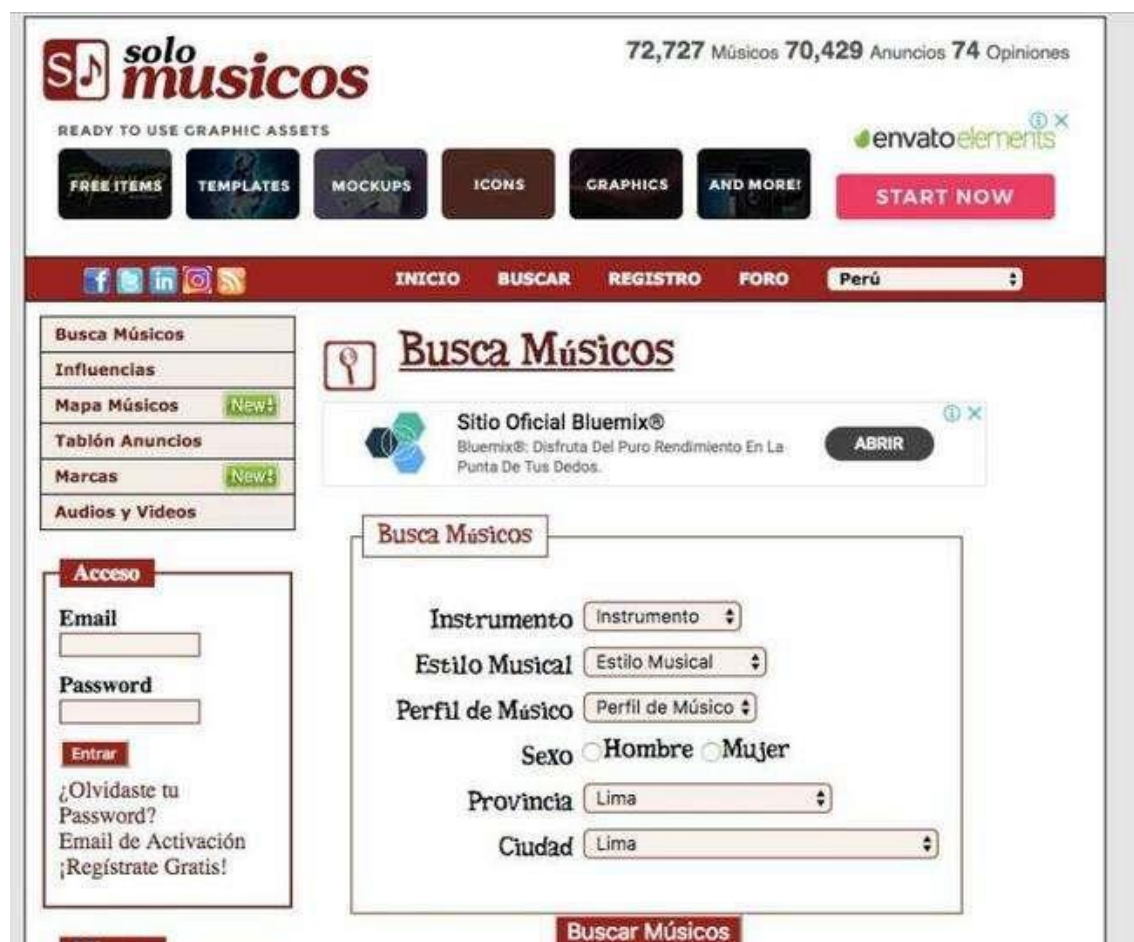 solo
musicos
72,727 Músicos 70,429 Anuncios 74 Opiniones
READY TO USE GRAPHIC ASSETS
envatoelements
FREE ITEMS
TEMPLATES
MOCKUPS
ICONS
GRAPHICS
AND MORE!
START NOW
INICIO BUSCAR REGISTRO FORO Perú
Busca Músicos
Influencias
Mapa Músicos New!
Tablón Anuncios
Marcas New!
Audios y Videos
Acceso
Email
Password
Entrar
¿Olvidaste tu
Password?
Email de Activación
¡Regístrate Gratis!
Busca Músicos
Sitio Oficial Bluemix®
Bluemix®: Disfruta Del Puro Rendimiento En La
Punta De Tus Dedos.
ABRIR
Busca Músicos
Instrumento Instrumento
Estilo Musical Estilo Musical
Perfil de Músico Perfil de Músico
Sexo Hombre Mujer
Provincia Lima
Ciudad Lima
Buscar Músicos